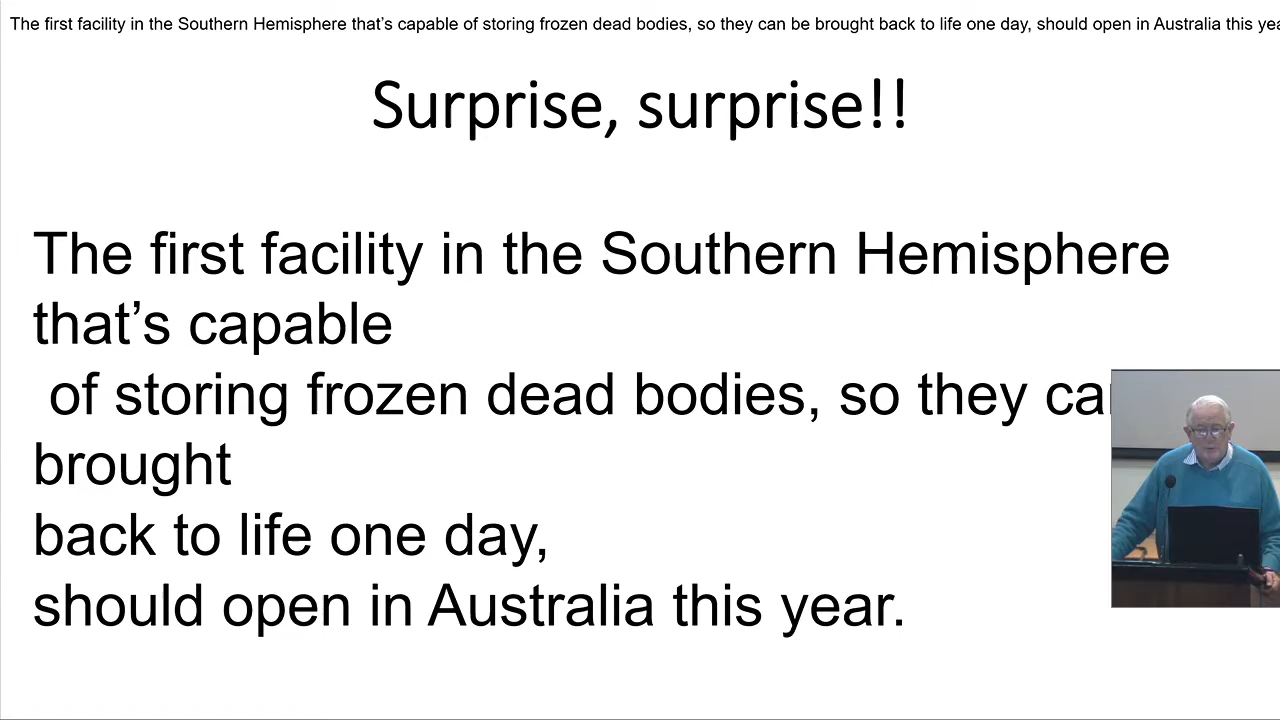 The first facility in the Southern Hemisphere that’s capable of storing frozen dead bodies, so they can be brought back to life one day, should open in Australia this
Surprise, surprise!!
The first facility in the Southern Hemisphere
that’s capable
of storing frozen dead bodies, so they
brought
back to life one day,
should open in Australia this year.